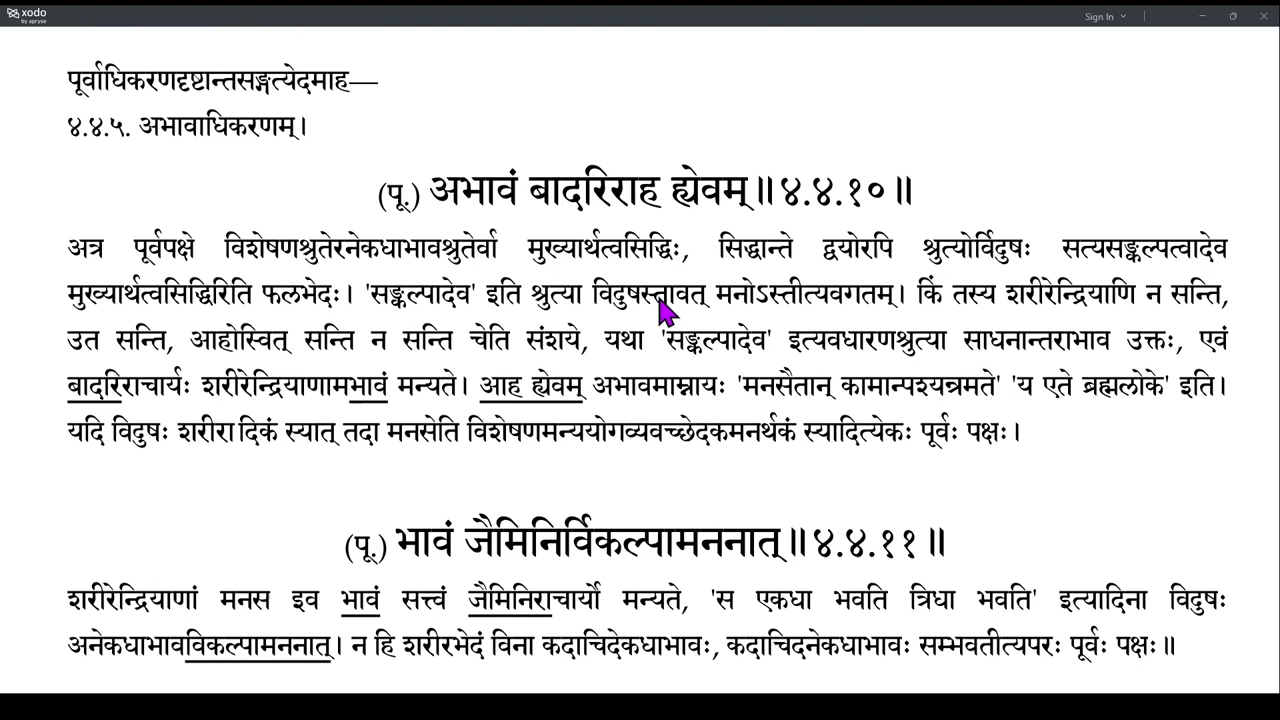 xodo
by apryse
Sign In
पूर्वाधिकरणदृष्टान्तसङ्गत्येदमाह—
४.४.५. अभावाधिकरणम्।
(पू.) अभावं बादरिराह ह्येवम्॥४.४.१०॥
अत्र पूर्वपक्षे विशेषणश्रुतेरनेकधाभावश्रुतेर्वा मुख्यार्थत्वसिद्धिः, सिद्धान्ते द्वयोरपि श्रुत्योर्विदुषः सत्यसङ्कल्पत्वादेव
मुख्यार्थत्वसिद्धिरिति फलभेदः। 'सङ्कल्पादेव' इति श्रुत्या विदुषस्तावत् मनोऽस्तीत्यवगतम्। किं तस्य शरीरेन्द्रियाणि न सन्ति,
उत सन्ति, आहोस्वित् सन्ति न सन्ति चेति संशये, यथा 'सङ्कल्पादेव' इत्यवधारणश्रुत्या साधनान्तराभाव उक्तः, एवं
बादरिराचार्यः शरीरेन्द्रियाणामभावं मन्यते। आह ह्येवम् अभावमाम्नायः 'मनसैतान् कामान्पश्यन्रमते' 'य एते ब्रह्मलोके' इति।
यदि विदुषः शरीरादिकं स्यात् तदा मनसेति विशेषणमन्ययोगव्यवच्छेदकमनर्थकं स्यादित्येकः पूर्वः पक्षः।
(पू.) भावं जैमिनिर्विकल्पामननात्॥४.४.११॥
शरीरेन्द्रियाणां मनस इव भावं सत्त्वं जैमिनिराचार्यो मन्यते, 'स एकधा भवति त्रिधा भवति' इत्यादिना विदुषः
अनेकधाभावविकल्पामननात्। न हि शरीरभेदं विना कदाचिदेकधाभावः, कदाचिदनेकधाभावः सम्भवतीत्यपरः पूर्वः पक्षः॥